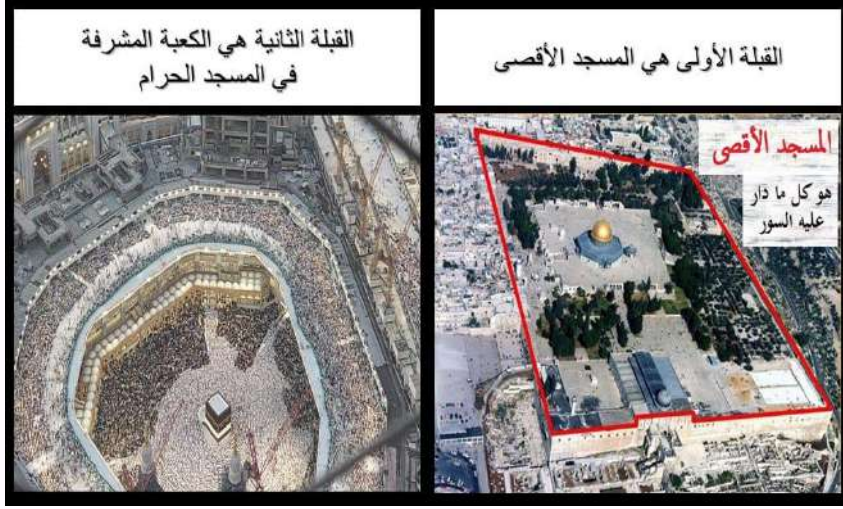 القبلة الأولى هي المسجد الأقصى
المسجد الأقصى
هو كل ما دار
عليه السور
القبلة الثانية هي الكعبة المشرفة
في المسجد الحرام